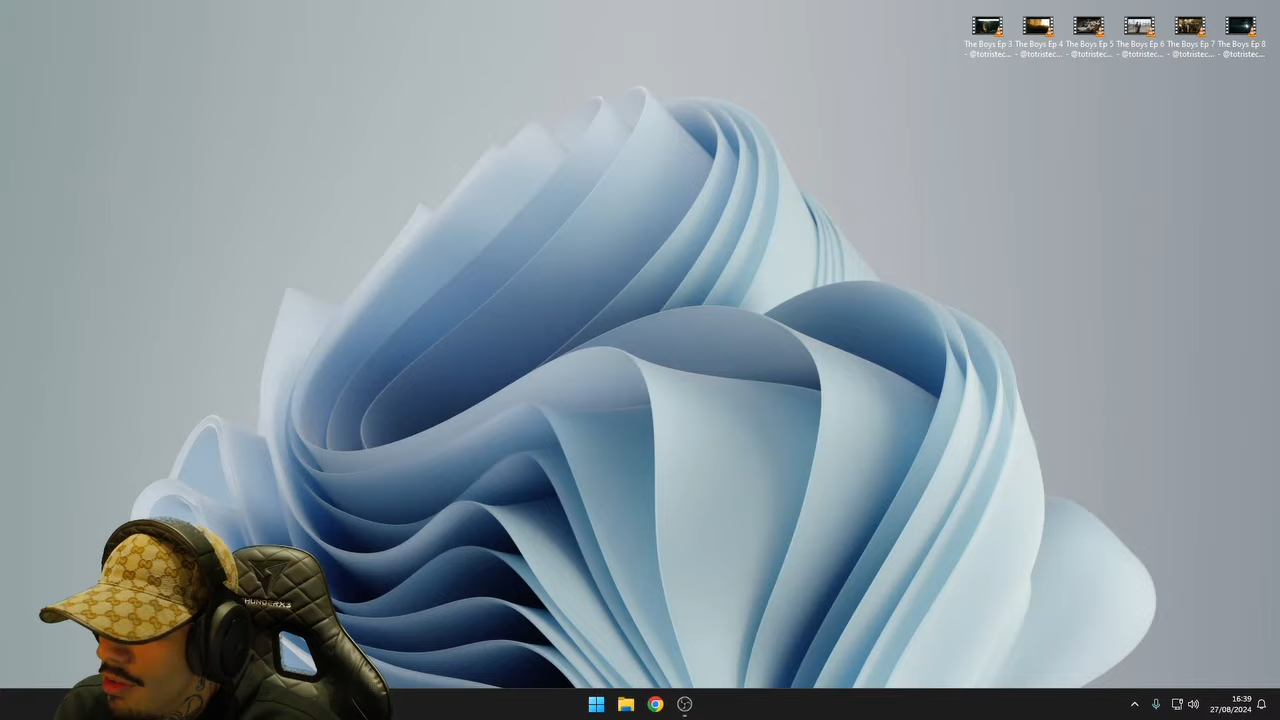 The Boys Ep 3
- @totristec...
The Boys Ep 4
- @totristec...
The Boys Ep 5
- @totristec...
The Boys Ep 6
- @totristec...
The Boys Ep 7
- @totristec...
The Boys Ep 8
- @totristec...
THUNDERX3
16:39
27/08/2024